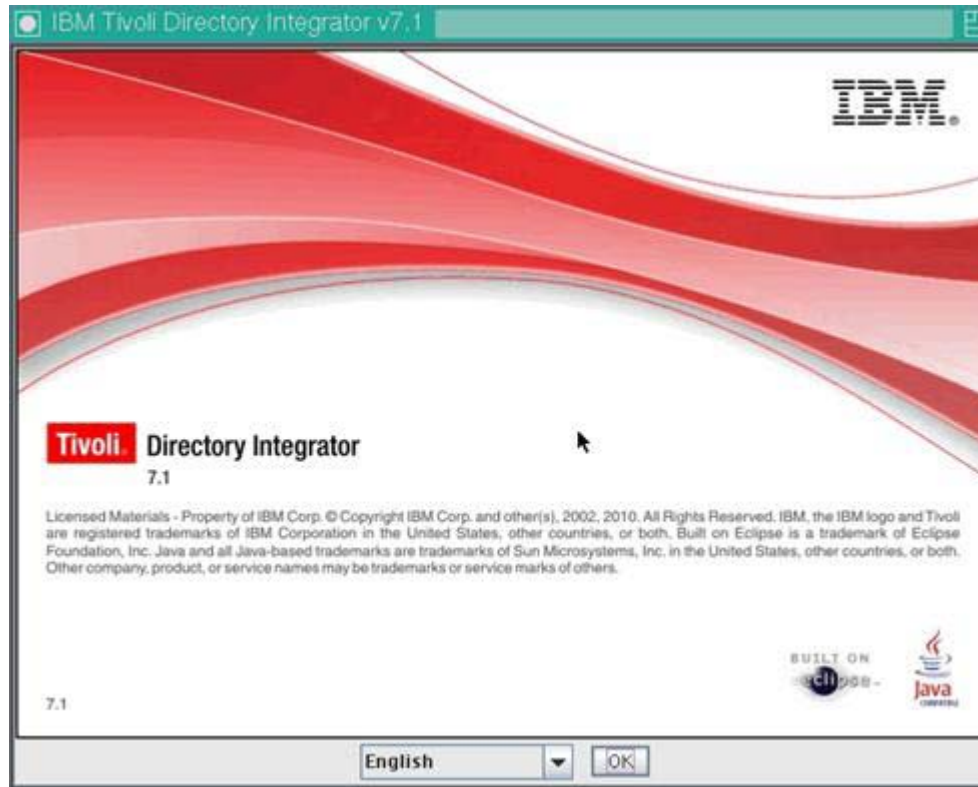 IBM Tivoli Directory Integrator v7.1
IBM®
Tivoli. Directory Integrator
7.1
Licensed Materials - Property of IBM Corp. © Copyright IBM Corp. and other(s), 2002, 2010. All Rights Reserved. IBM, the IBM logo and Tivoli
are registered trademarks of IBM Corporation in the United States, other countries, or both. Built on Eclipse is a trademark of Eclipse
Foundation, Inc. Java and all Java-based trademarks are trademarks of Sun Microsystems, Inc. in the United States, other countries, or both.
Other company, product, or service names may be trademarks or service marks of others.
BUILT ON
eclipse
Java
COMPATIBLE
7.1
English
OK